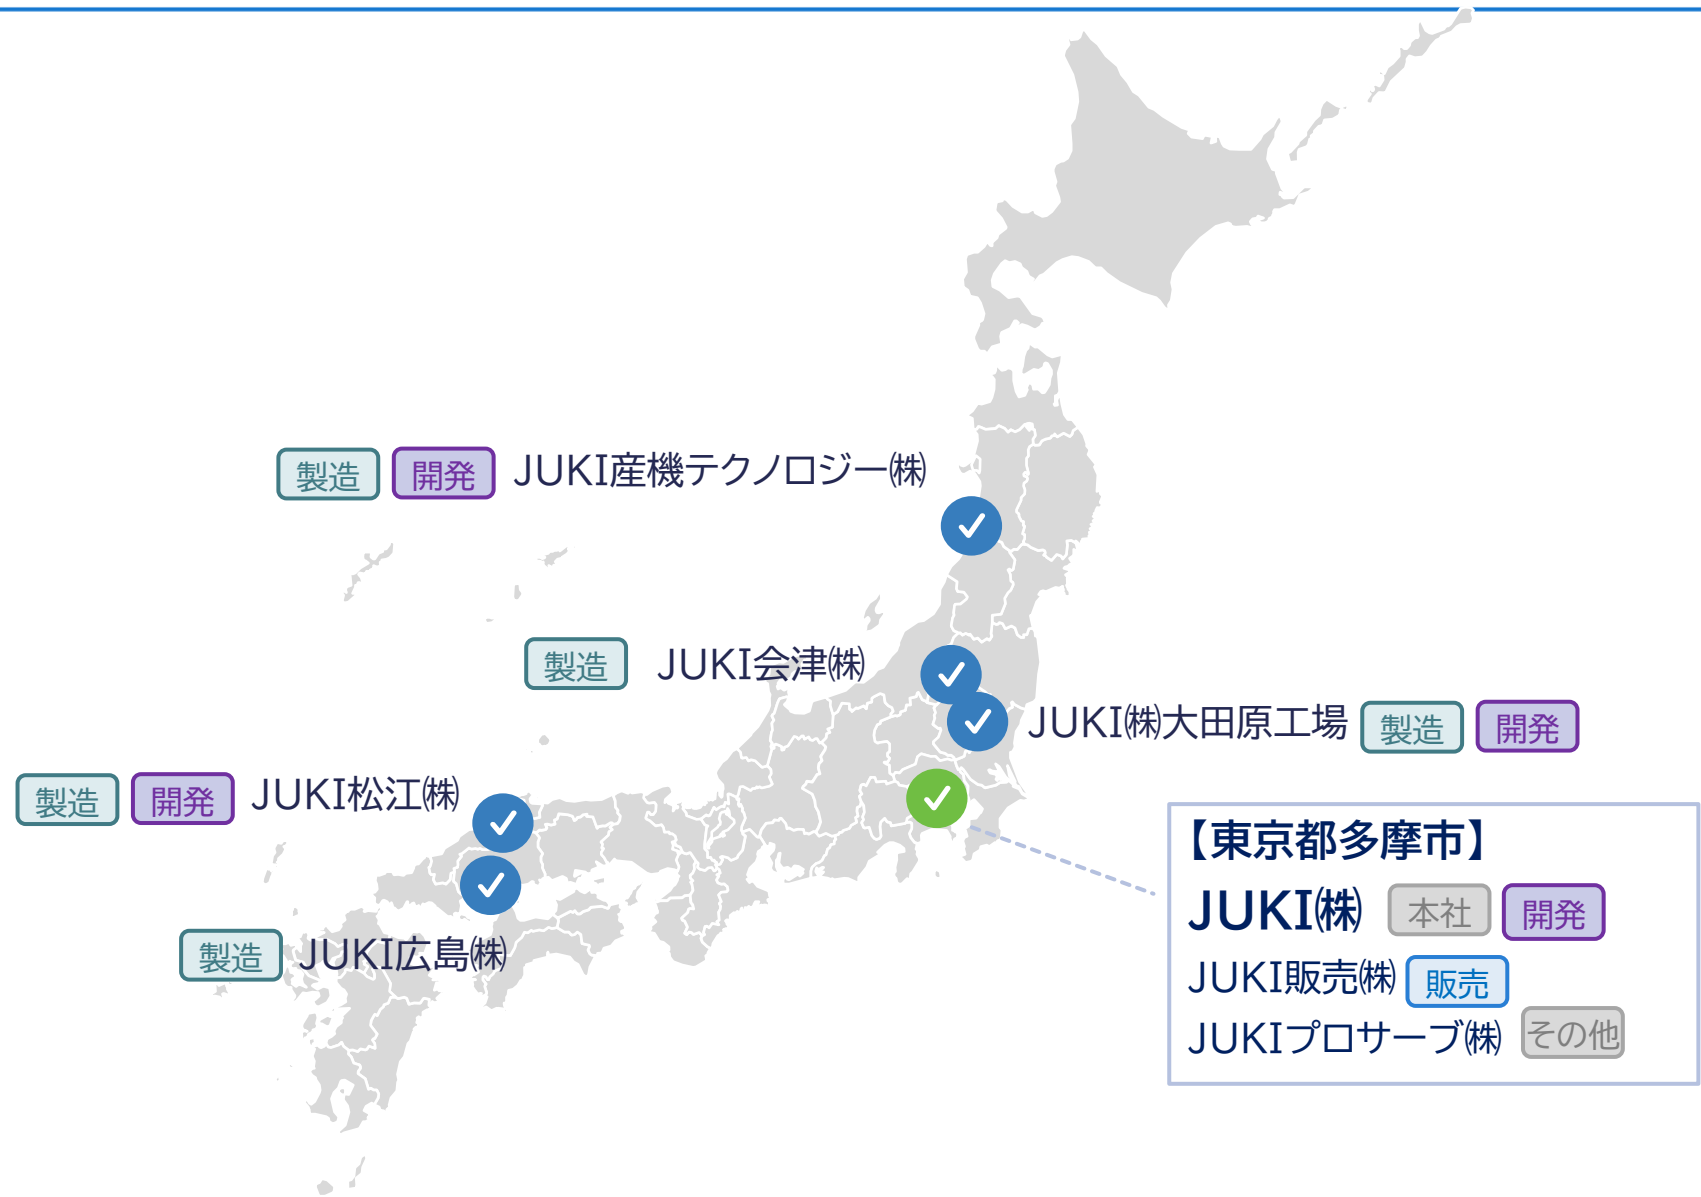 製造 開発 JUKI産機テクノロジー㈱
製造 JUKI会津㈱
JUKI㈱大田原工場 製造 開発
製造 開発 JUKI松江㈱
製造 JUKI広島㈱
【東京都多摩市】
JUKI㈱ 本社 開発
JUKI販売㈱ 販売
JUKIプロサーブ㈱ その他